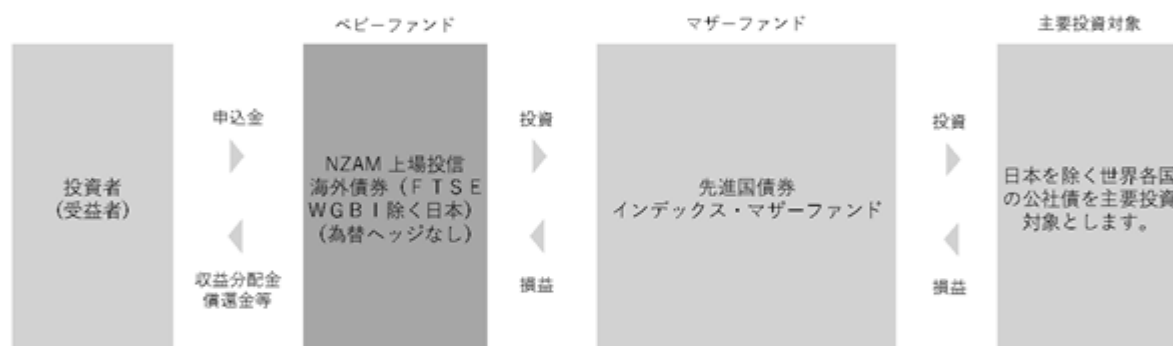 ベビーファンド
マザーファンド
主要投資対象
投資者
(受益者)
申込金
収益分配金
償還金等
NZAM 上場投信
海外債券（ＦＴＳＥ
ＷＧＢＩ除く日本）
（為替ヘッジなし）
投資
損益
先進国債券
インデックス・マザーファンド
投資
損益
日本を除く世界各国
の公社債を主要投資
対象とします。